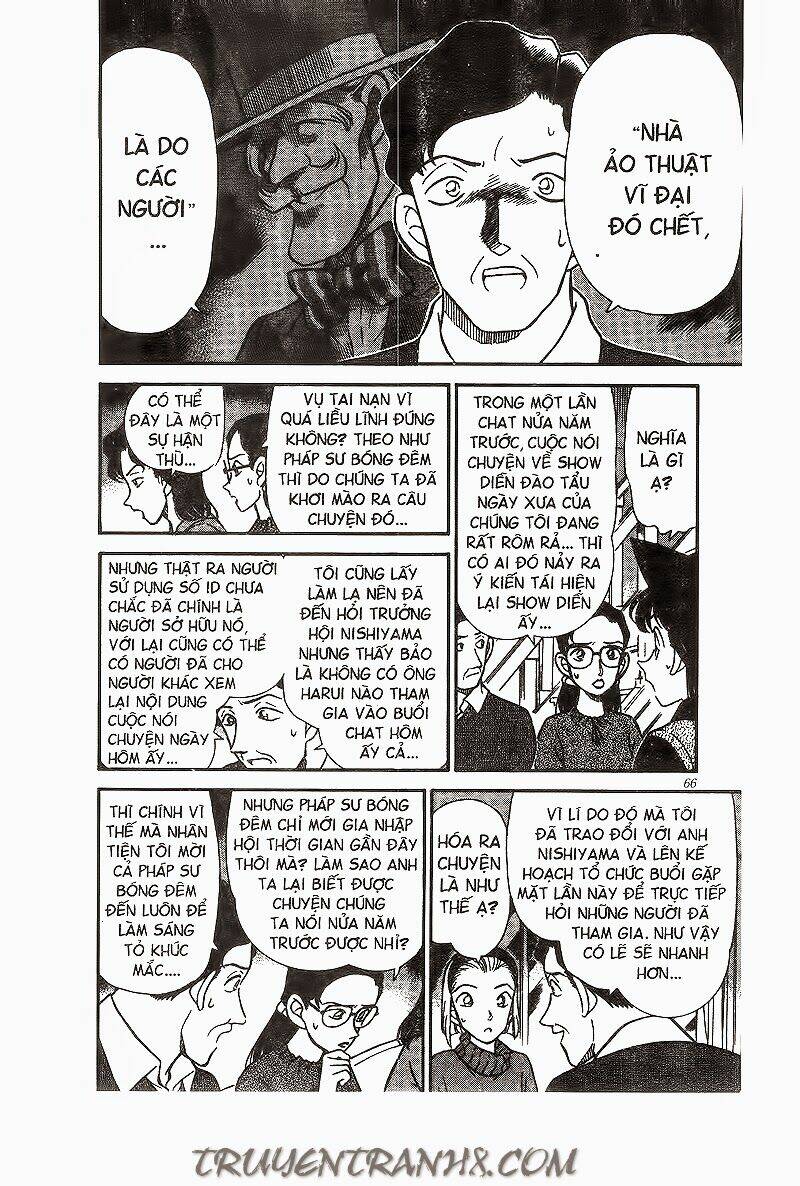 "NHÀ
ẢO THUẬT
VĨ ĐẠI
ĐÓ CHẾT,
LÀ DO
CÁC
NGƯỜI"
...
NGHĨA
LÀ GÌ
Ạ?
TRONG MỘT LẦN
CHAT NỬA NĂM
TRƯỚC, CUỘC NÓI
CHUYỆN VỀ SHOW
DIỄN ĐÀO TẨU
NGÀY XƯA CỦA
CHÚNG TÔI ĐANG
RẤT RÔM RẢ... THÌ
CÓ AI ĐÓ NẢY RA
Ý KIẾN TÁI HIỆN
LẠI SHOW DIỄN
ẤY...
VỤ TAI NẠN VÌ
QUÁ LIỀU LĨNH ĐÚNG
KHÔNG? THEO NHƯ
PHÁP SƯ BÓNG ĐÊM
THÌ DO CHÚNG TA ĐÃ
KHƠI MÀO RA CÂU
CHUYỆN ĐÓ...
CÓ THỂ
ĐÂY LÀ MỘT
SỰ HẬN
THÙ...
TÔI CŨNG LẤY
LÀM LẠ NÊN ĐÃ
ĐẾN HỎI TRƯỞNG
HỘI NISHIYAMA
NHƯNG THẤY BẢO
LÀ KHÔNG CÓ ÔNG
HARUI NÀO THAM
GIA VÀO BUỔI
CHAT HÔM
ẤY CẢ...
NHƯNG THẬT RA NGƯỜI
SỬ DỤNG SỐ ID CHƯA
CHẮC ĐÃ CHÍNH LÀ
NGƯỜI SỞ HỮU NÓ,
VỚI LẠI CŨNG CÓ THỂ
CÓ NGƯỜI ĐÃ CHO
NGƯỜI KHÁC XEM
LẠI NỘI DUNG
CUỘC NÓI
CHUYỆN NGÀY
HÔM ẤY...
66
VÌ LÍ DO ĐÓ MÀ TÔI
ĐÃ TRAO ĐỔI VỚI ANH
NISHIYAMA VÀ LÊN KẾ
HOẠCH TỔ CHỨC BUỔI GẶP
MẶT LẦN NÀY ĐỂ TRỰC TIẾP
HỎI NHỮNG NGƯỜI ĐÃ
THAM GIA. NHƯ VẬY
CÓ LẼ SẼ NHANH
HƠN...
HÓA RA
CHUYỆN
LÀ NHƯ
THẾ Ạ?
NHƯNG PHÁP SƯ BÓNG
ĐÊM CHỈ MỚI GIA NHẬP
HỘI THỜI GIAN GẦN ĐÂY
THÔI MÀ? LÀM SAO ANH
TA LẠI BIẾT ĐƯỢC
CHUYỆN CHÚNG
TA NÓI NỬA NĂM
TRƯỚC ĐƯỢC NHỈ?
THÌ CHÍNH VÌ
THẾ MÀ NHÂN
TIỆN TÔI MỜI
CẢ PHÁP SƯ
BÓNG ĐÊM
ĐẾN LUÔN ĐỂ
LÀM SÁNG
TỎ KHÚC
MẮC....
TRUYENTRANH8.COM